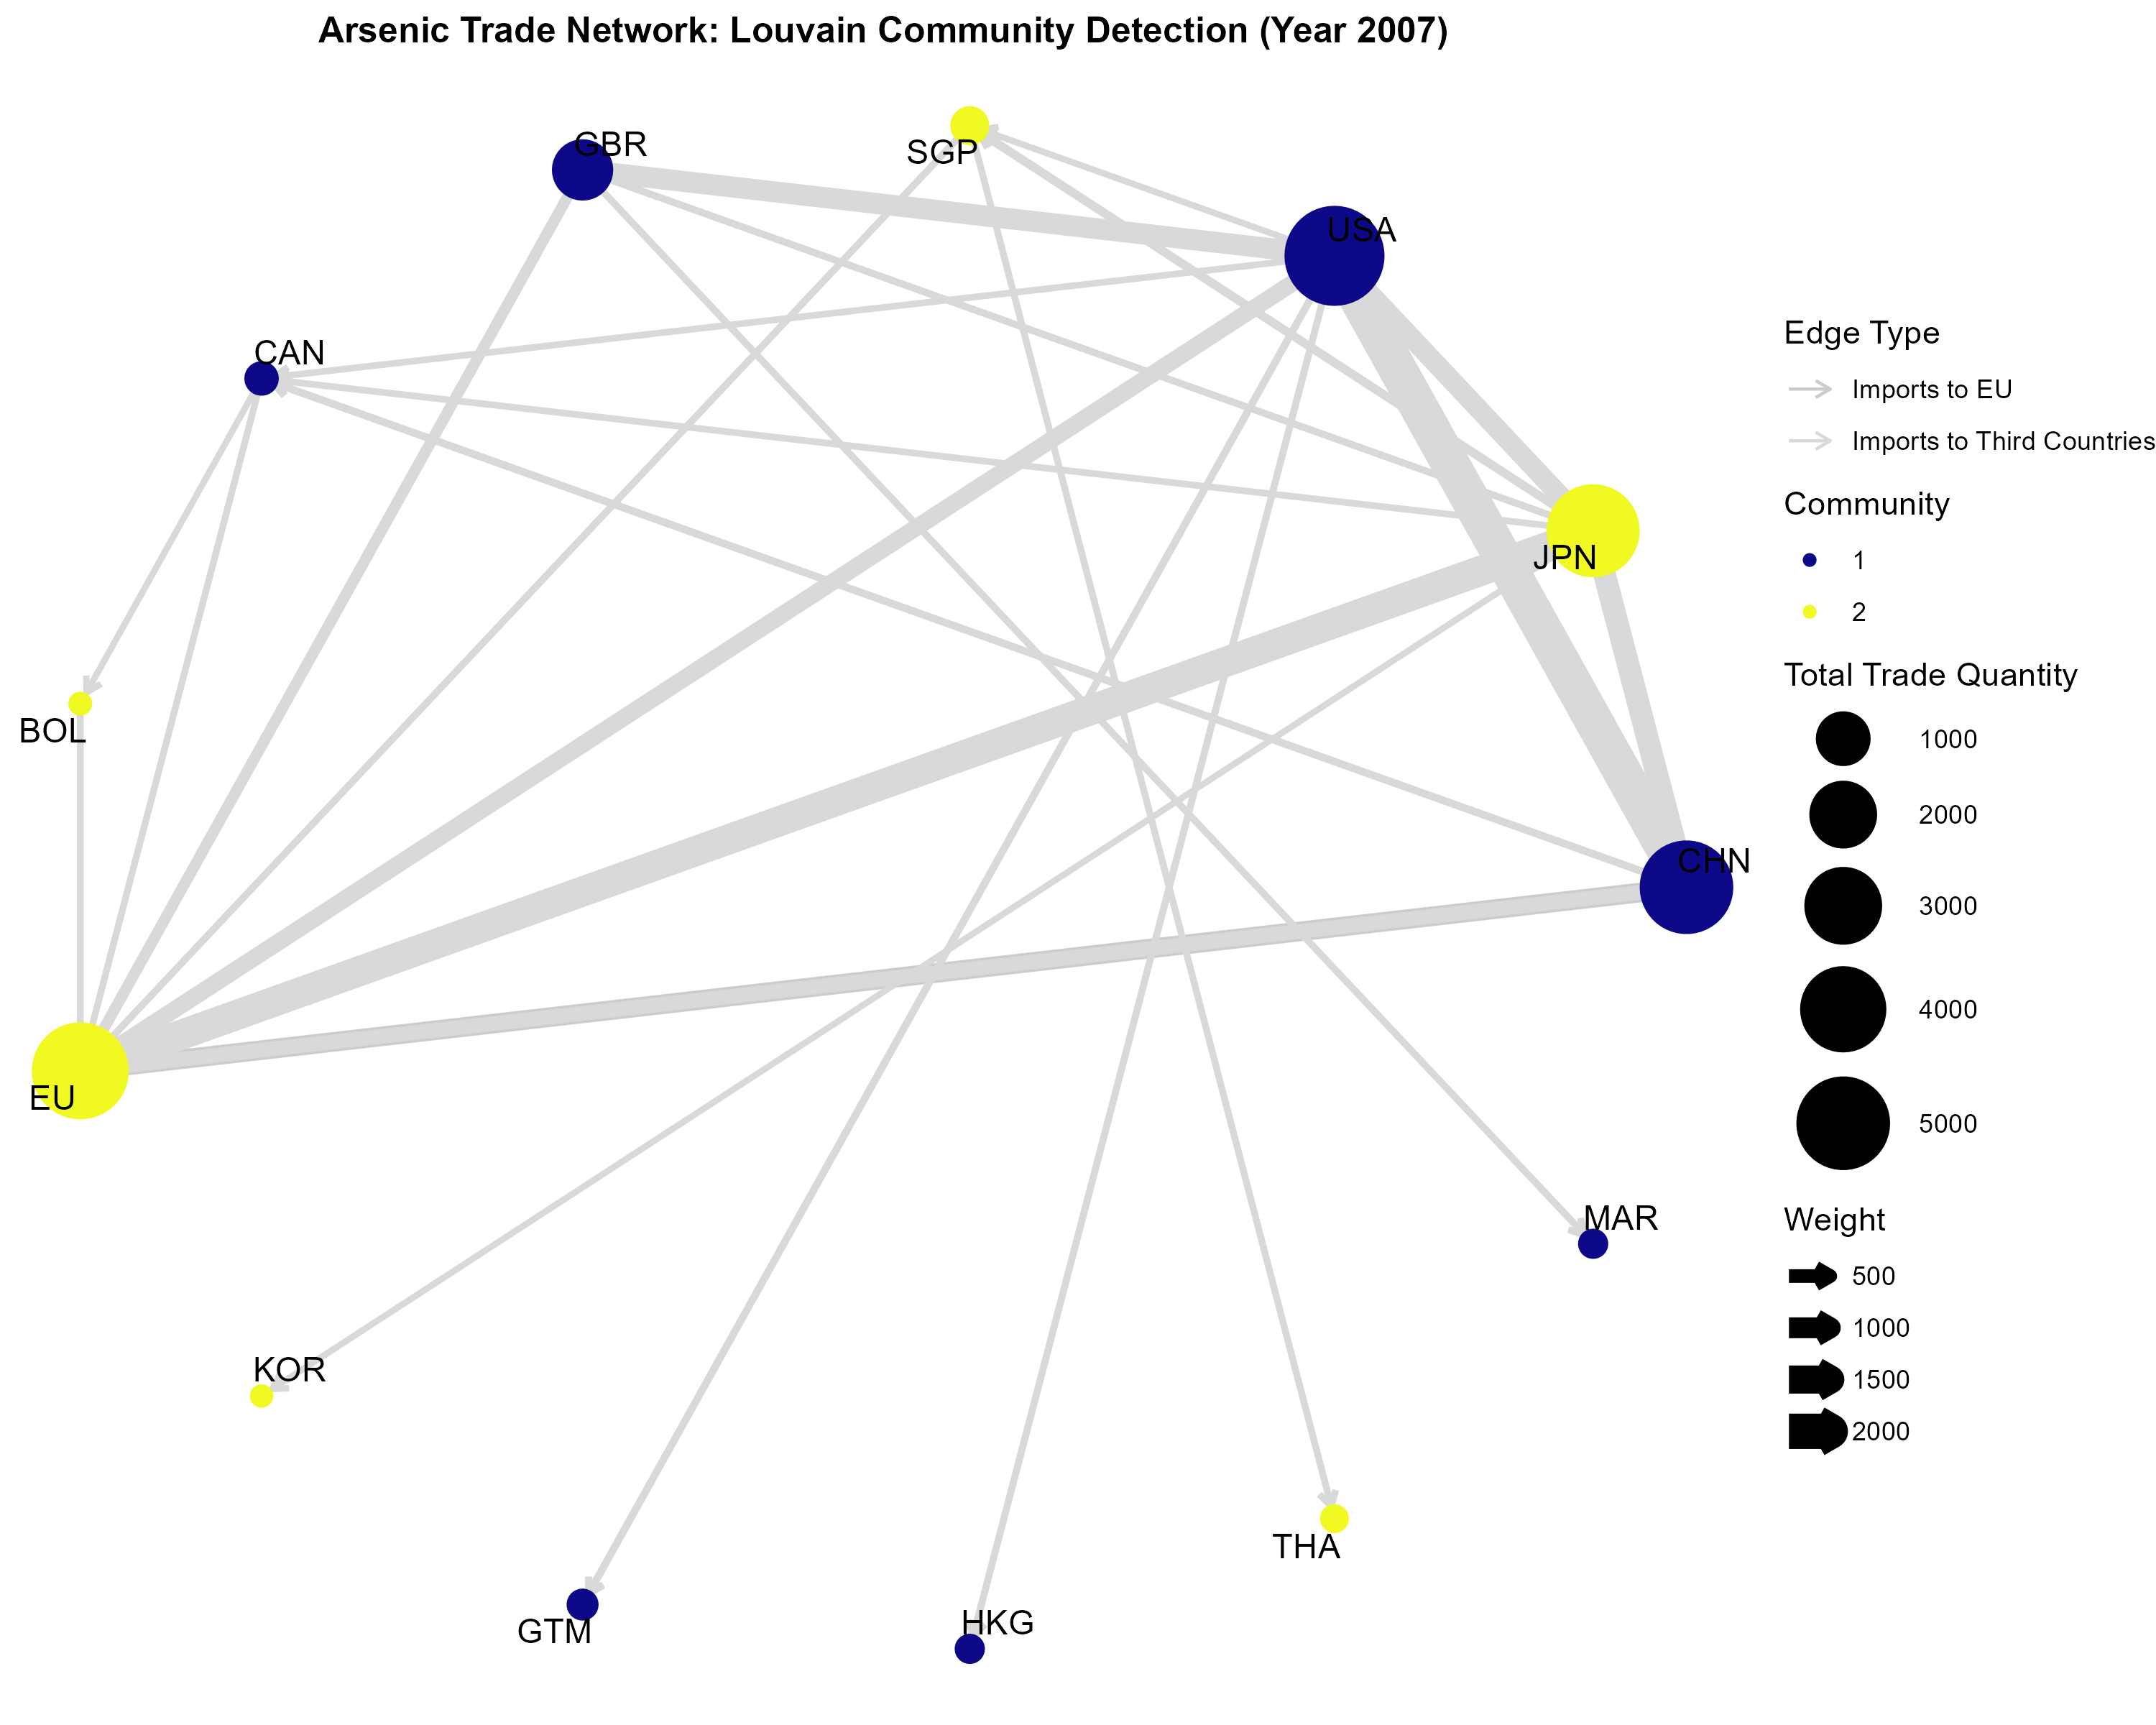 Arsenic Trade Network: Louvain Community Detection (Year 2007)
GBR
SGP
USA
CAN
JPN
BOL
CHN
EU
MAR
KOR
THA
GTM
HKG
Edge Type
Imports to EU
Imports to Third Countries
Community
1
2
Total Trade Quantity
1000
2000
3000
4000
5000
Weight
500
1000
1500
2000